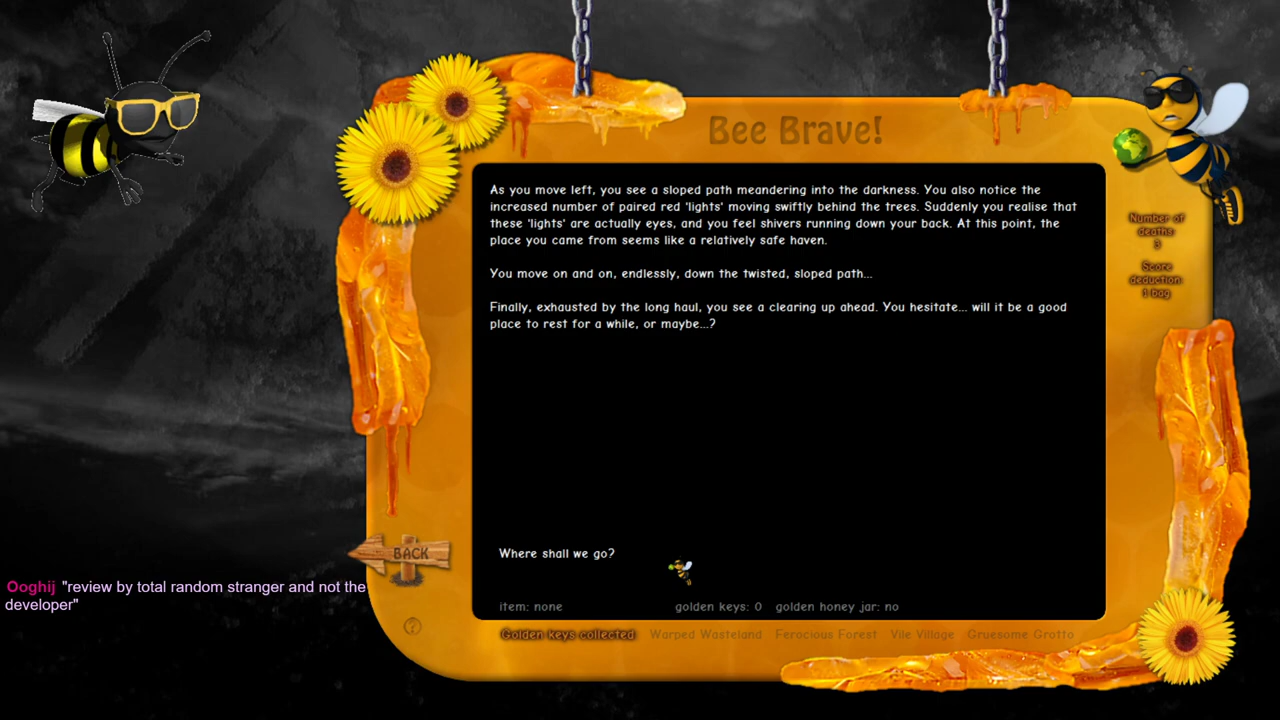 Bee Brave!
As you move left, you see a sloped path meandering into the darkness. You also notice the
increased number of paired red 'lights' moving swiftly behind the trees. Suddenly you realise that
these 'lights' are actually eyes, and you feel shivers running down your back. At this point, the
place you came from seems like a relatively safe haven.
You move on and on, endlessly, down the twisted, sloped path...
Finally, exhausted by the long haul, you see a clearing up ahead. You hesitate... will it be a good
place to rest for a while, or maybe...?
Number of
deaths:
3
Score
deduction:
1 bag
Where shall we go?
BACK
Ooghij "review by total random stranger and not the
developer"
item: none golden keys: 0 golden honey jar: no
?
Golden keys collected Warped Wasteland Ferocious Forest Vile Village Gruesome Grotto